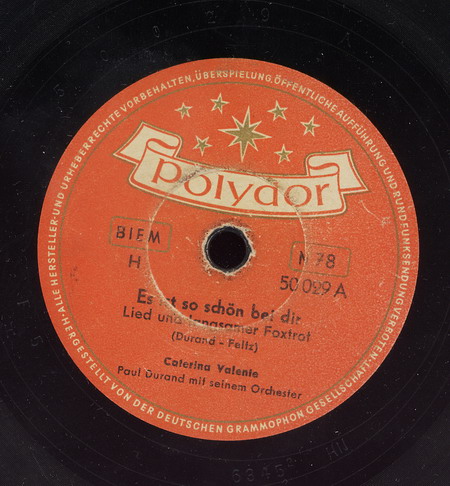 ALLE HERSTELLER- UND URHEBERRECHTE VORBEHALTEN, ÜBERSPIELUNG, ÖFFENTLICHE AUFFÜHRUNG UND RUNDFUNKSENDUNG VERBOTEN
polydor
BIEM
N 78
H
50 029 A
Es ist so schön bei dir
Lied und langsamer Foxtrot
(Durand - Feltz)
Caterina Valente
Paul Durand mit seinem Orchester
HERGESTELLT VON DER DEUTSCHEN GRAMMOPHON GESELLSCHAFT